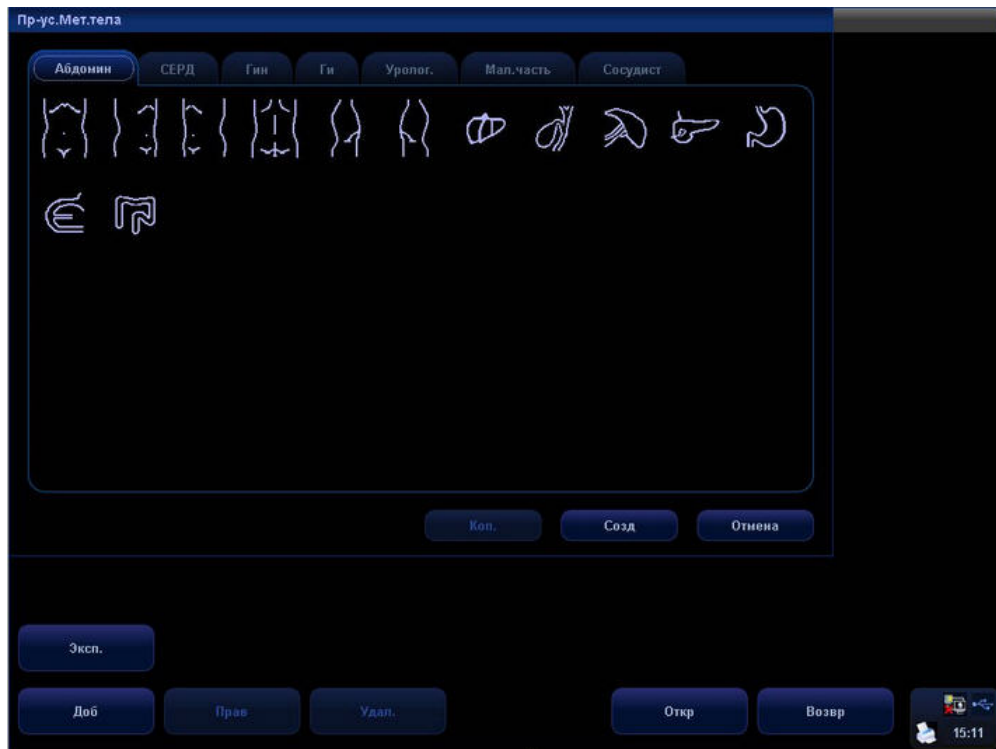 Пр-ус.Мет.тела
Абдомин СЕРД Гин Ги Уролог. Мал.часть Сосудист
Коп. Созд Отмена
Эксп.
Доб Прав Удал. Откр Возвр
15:11